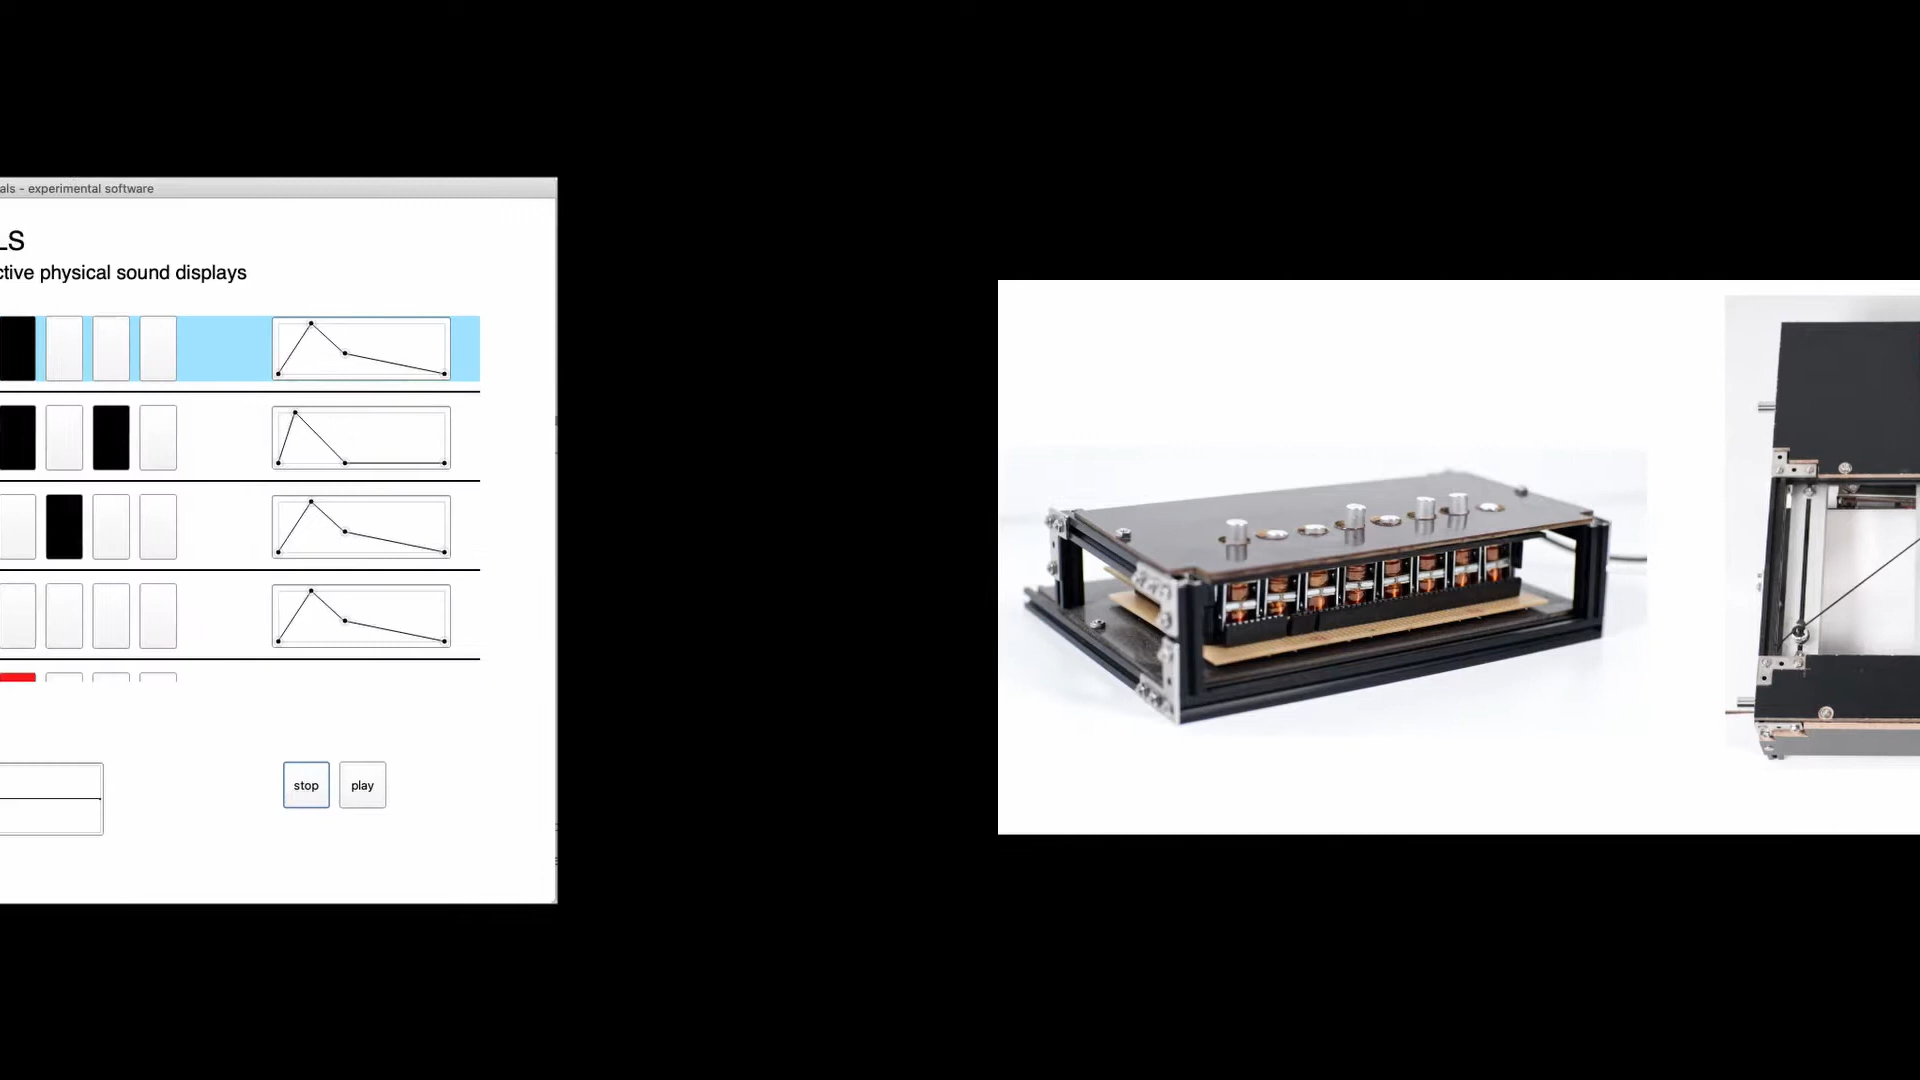 als - experimental software
LS
ctive physical sound displays
stop
play